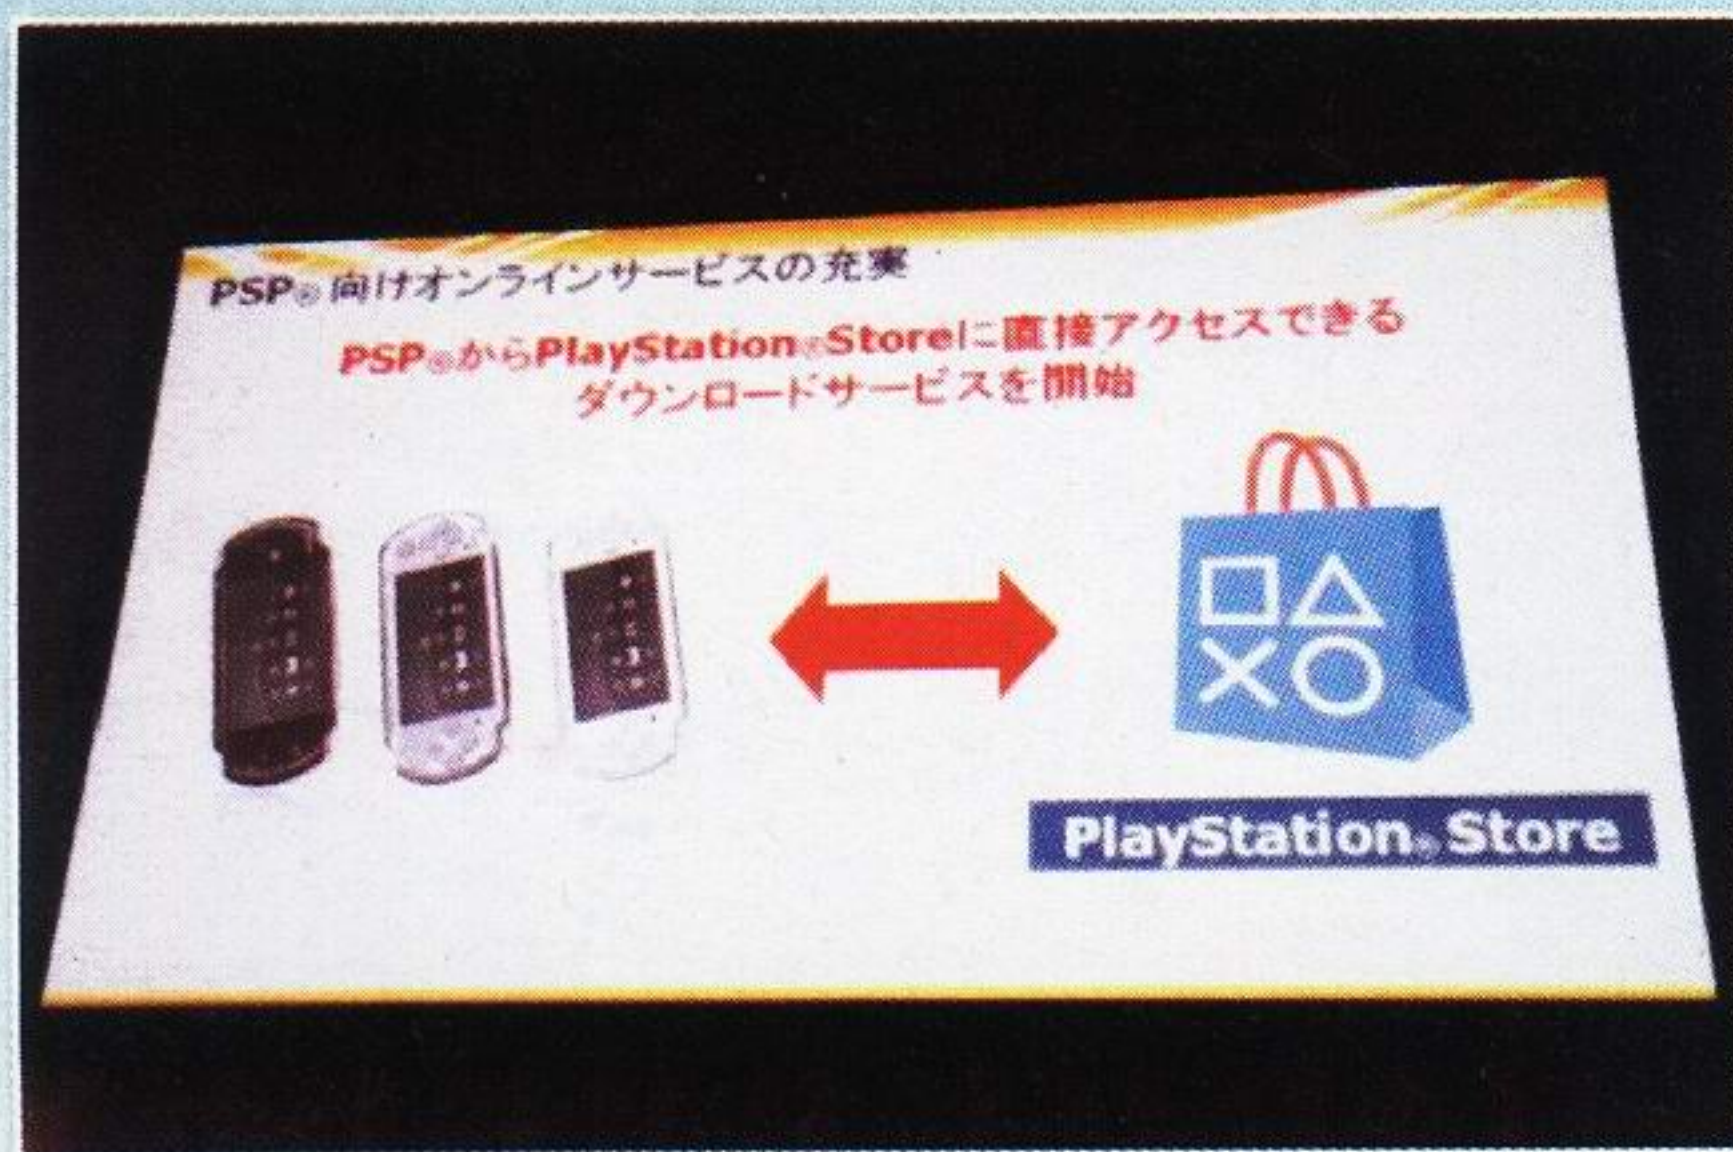 PSP® 向けオンラインサービスの充実
PSP®からPlayStation®Storeに直接アクセスできる
ダウンロードサービスを開始
PlayStation®Store